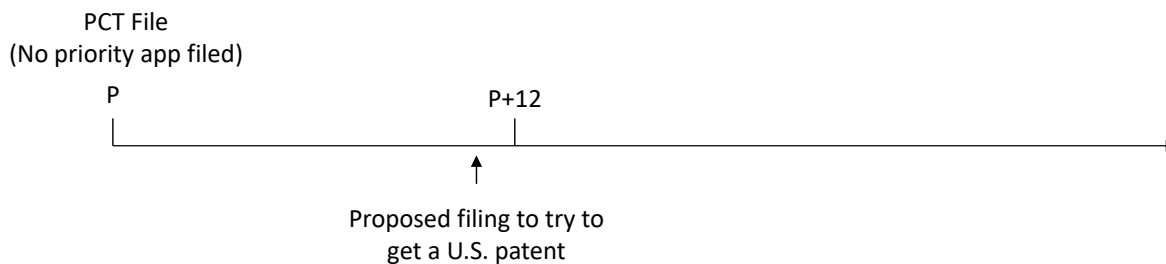 PCT File
(No priority app filed)
P
P+12
Proposed filing to try to
get a U.S. patent